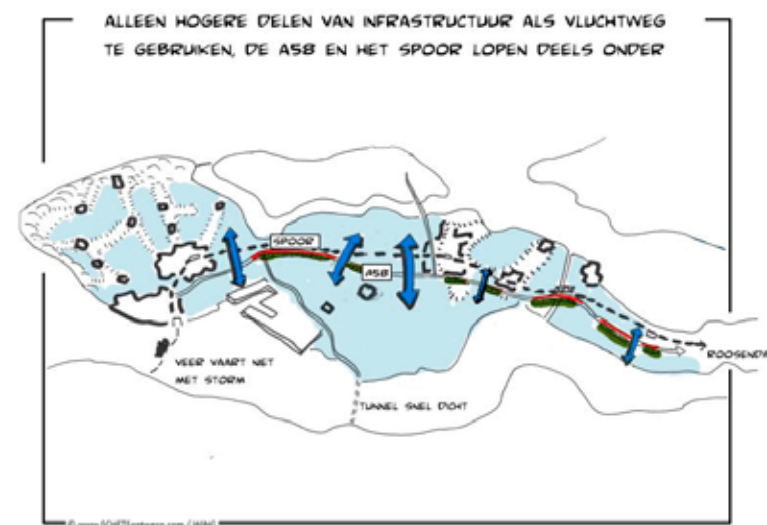 ALLEEN HOGERE DELEN VAN INFRASTRUCTUUR ALS VLUCHTWEG
TE GEBRUIKEN, DE A58 EN HET SPOOR LOPEN DEELS ONDER
SPOOR
A58
ROOSENDA
VEER VAART NIET
MET STORM
TUNNEL SNEL DICHT